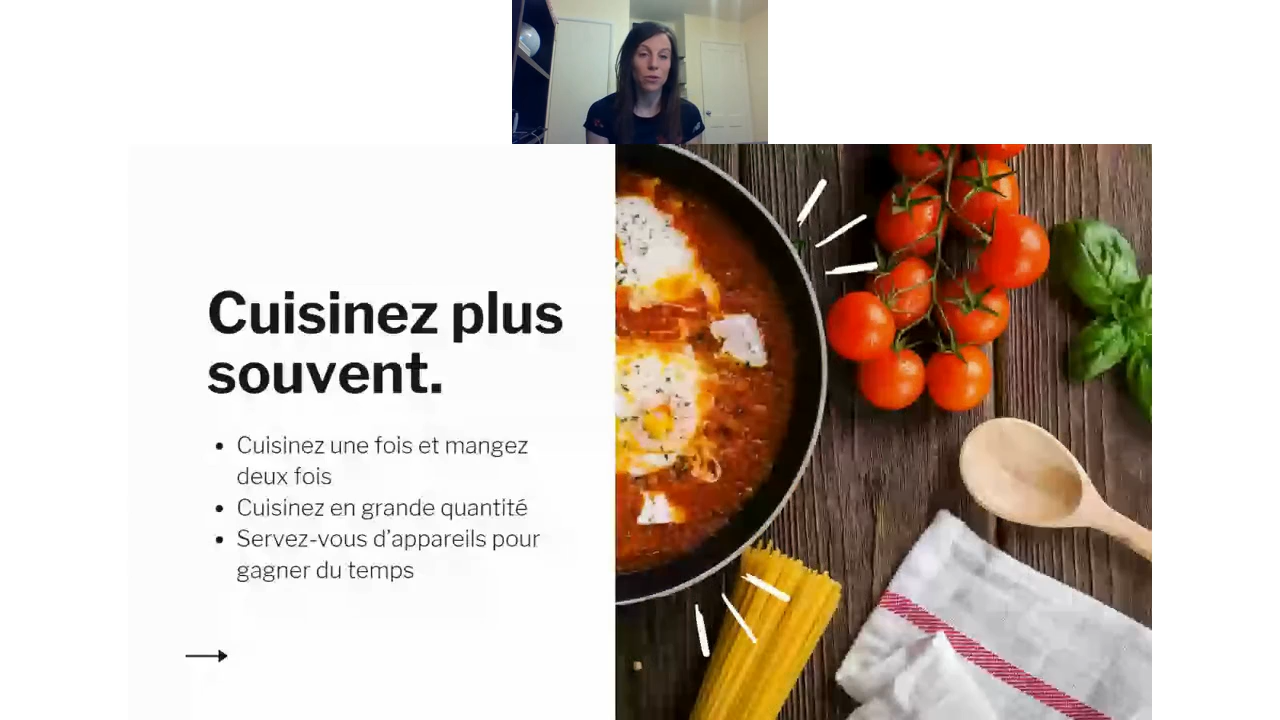 Cuisinez plus
souvent.
• Cuisinez une fois et mangez
deux fois
• Cuisinez en grande quantité
• Servez-vous d’appareils pour
gagner du temps